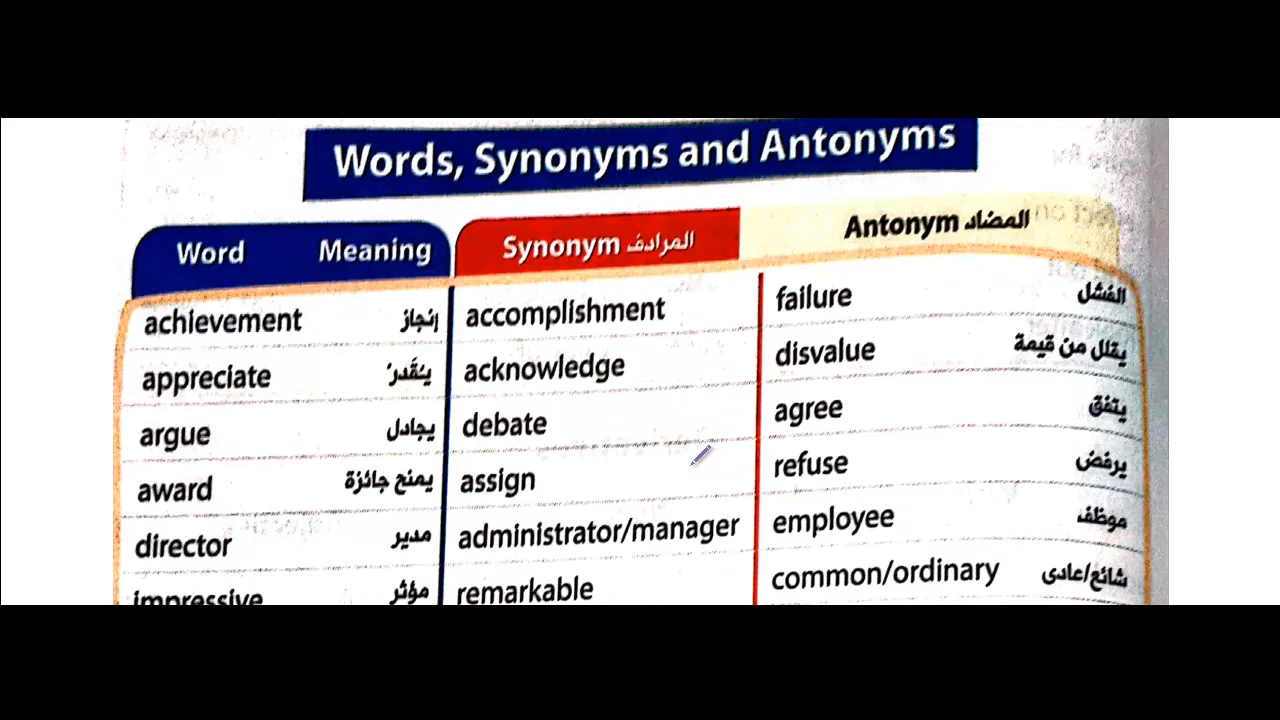 Words, Synonyms and Antonyms
Word Meaning Synonym المرادف Antonym المضاد
achievement إنجاز accomplishment failure الفشل
appreciate يُقَدر acknowledge disvalue يقلل من قيمة
argue يجادل debate agree يتفق
award يمنح جائزة assign refuse يرفض
director مدير administrator/manager employee موظف
impressive مؤثر remarkable common/ordinary شائع/عادى